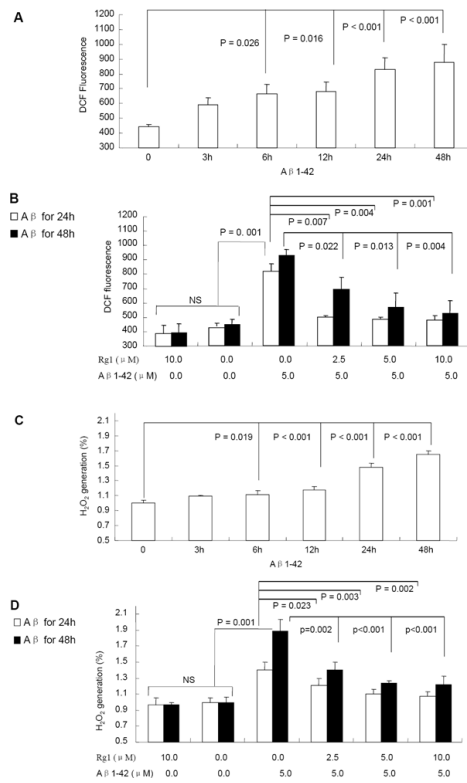 A
P = 0.026
P = 0.016
P < 0.001
P < 0.001
DCF Fluorescence
1100
1000
900
800
700
600
500
400
300
0 3h 6h 12h 24h 48h
Aβ1-42
B
Aβ for 24h
Aβ for 48h
P = 0.001
P = 0.004
P = 0.007
P = 0.001
P = 0.022
P = 0.013
P = 0.004
NS
DCF fluorescence
1200
1100
1000
900
800
700
600
500
400
300
Rg1 (μM) 10.0 0.0 0.0 2.5 5.0 10.0
Aβ1-42 (μM) 0.0 0.0 5.0 5.0 5.0 5.0
C
P = 0.019
P < 0.001
P < 0.001
P < 0.001
H2O2 generation (%)
2.1
1.9
1.7
1.5
1.3
1.1
0.9
0.7
0.5
0 3h 6h 12h 24h 48h
Aβ1-42
D
Aβ for 24h
Aβ for 48h
P = 0.002
P = 0.003
P = 0.023
P = 0.001
p=0.002
p<0.001
p<0.001
NS
H2O2 generation (%)
2.1
1.9
1.7
1.5
1.3
1.1
0.9
0.7
0.5
Rg1 (μM) 10.0 0.0 0.0 2.5 5.0 10.0
Aβ1-42 (μM) 0.0 0.0 5.0 5.0 5.0 5.0